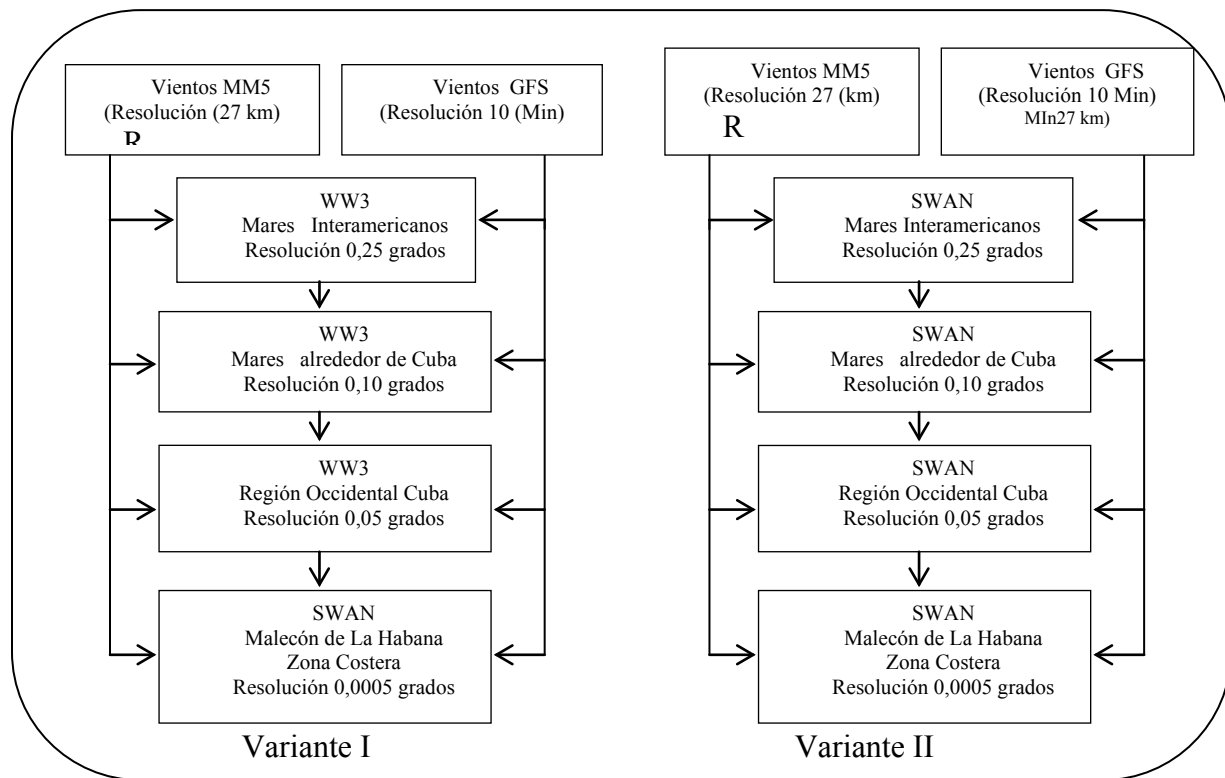 Vientos MM5
(Resolución (27 km)
R
Vientos GFS
(Resolución 10 (Min)
WW3
Mares Interamericanos
Resolución 0,25 grados
WW3
Mares alrededor de Cuba
Resolución 0,10 grados
WW3
Región Occidental Cuba
Resolución 0,05 grados
SWAN
Malecón de La Habana
Zona Costera
Resolución 0,0005 grados
Variante I
Vientos MM5
(Resolución 27 (km)
R
Vientos GFS
(Resolución 10 Min)
MIn27 km)
SWAN
Mares Interamericanos
Resolución 0,25 grados
SWAN
Mares alrededor de Cuba
Resolución 0,10 grados
SWAN
Región Occidental Cuba
Resolución 0,05 grados
SWAN
Malecón de La Habana
Zona Costera
Resolución 0,0005 grados
Variante II